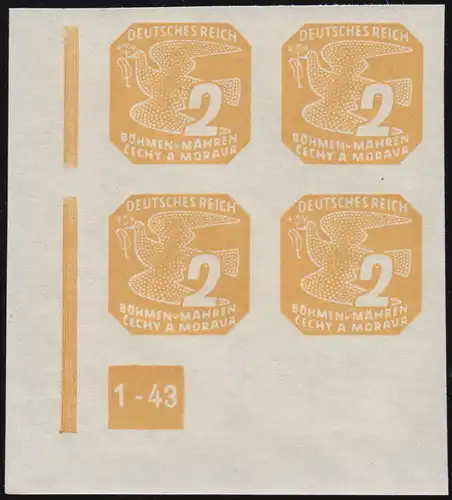 DEUTSCHES REICH
2
BÖHMEN-MÄHREN
ČECHY A MORAVA
DEUTSCHES REICH
2
BÖHMEN-MÄHREN
ČECHY A MORAVA
DEUTSCHES REICH
2
BÖHMEN-MÄHREN
ČECHY A MORAVA
DEUTSCHES REICH
2
BÖHMEN-MÄHREN
ČECHY A MORAVA
1 - 43